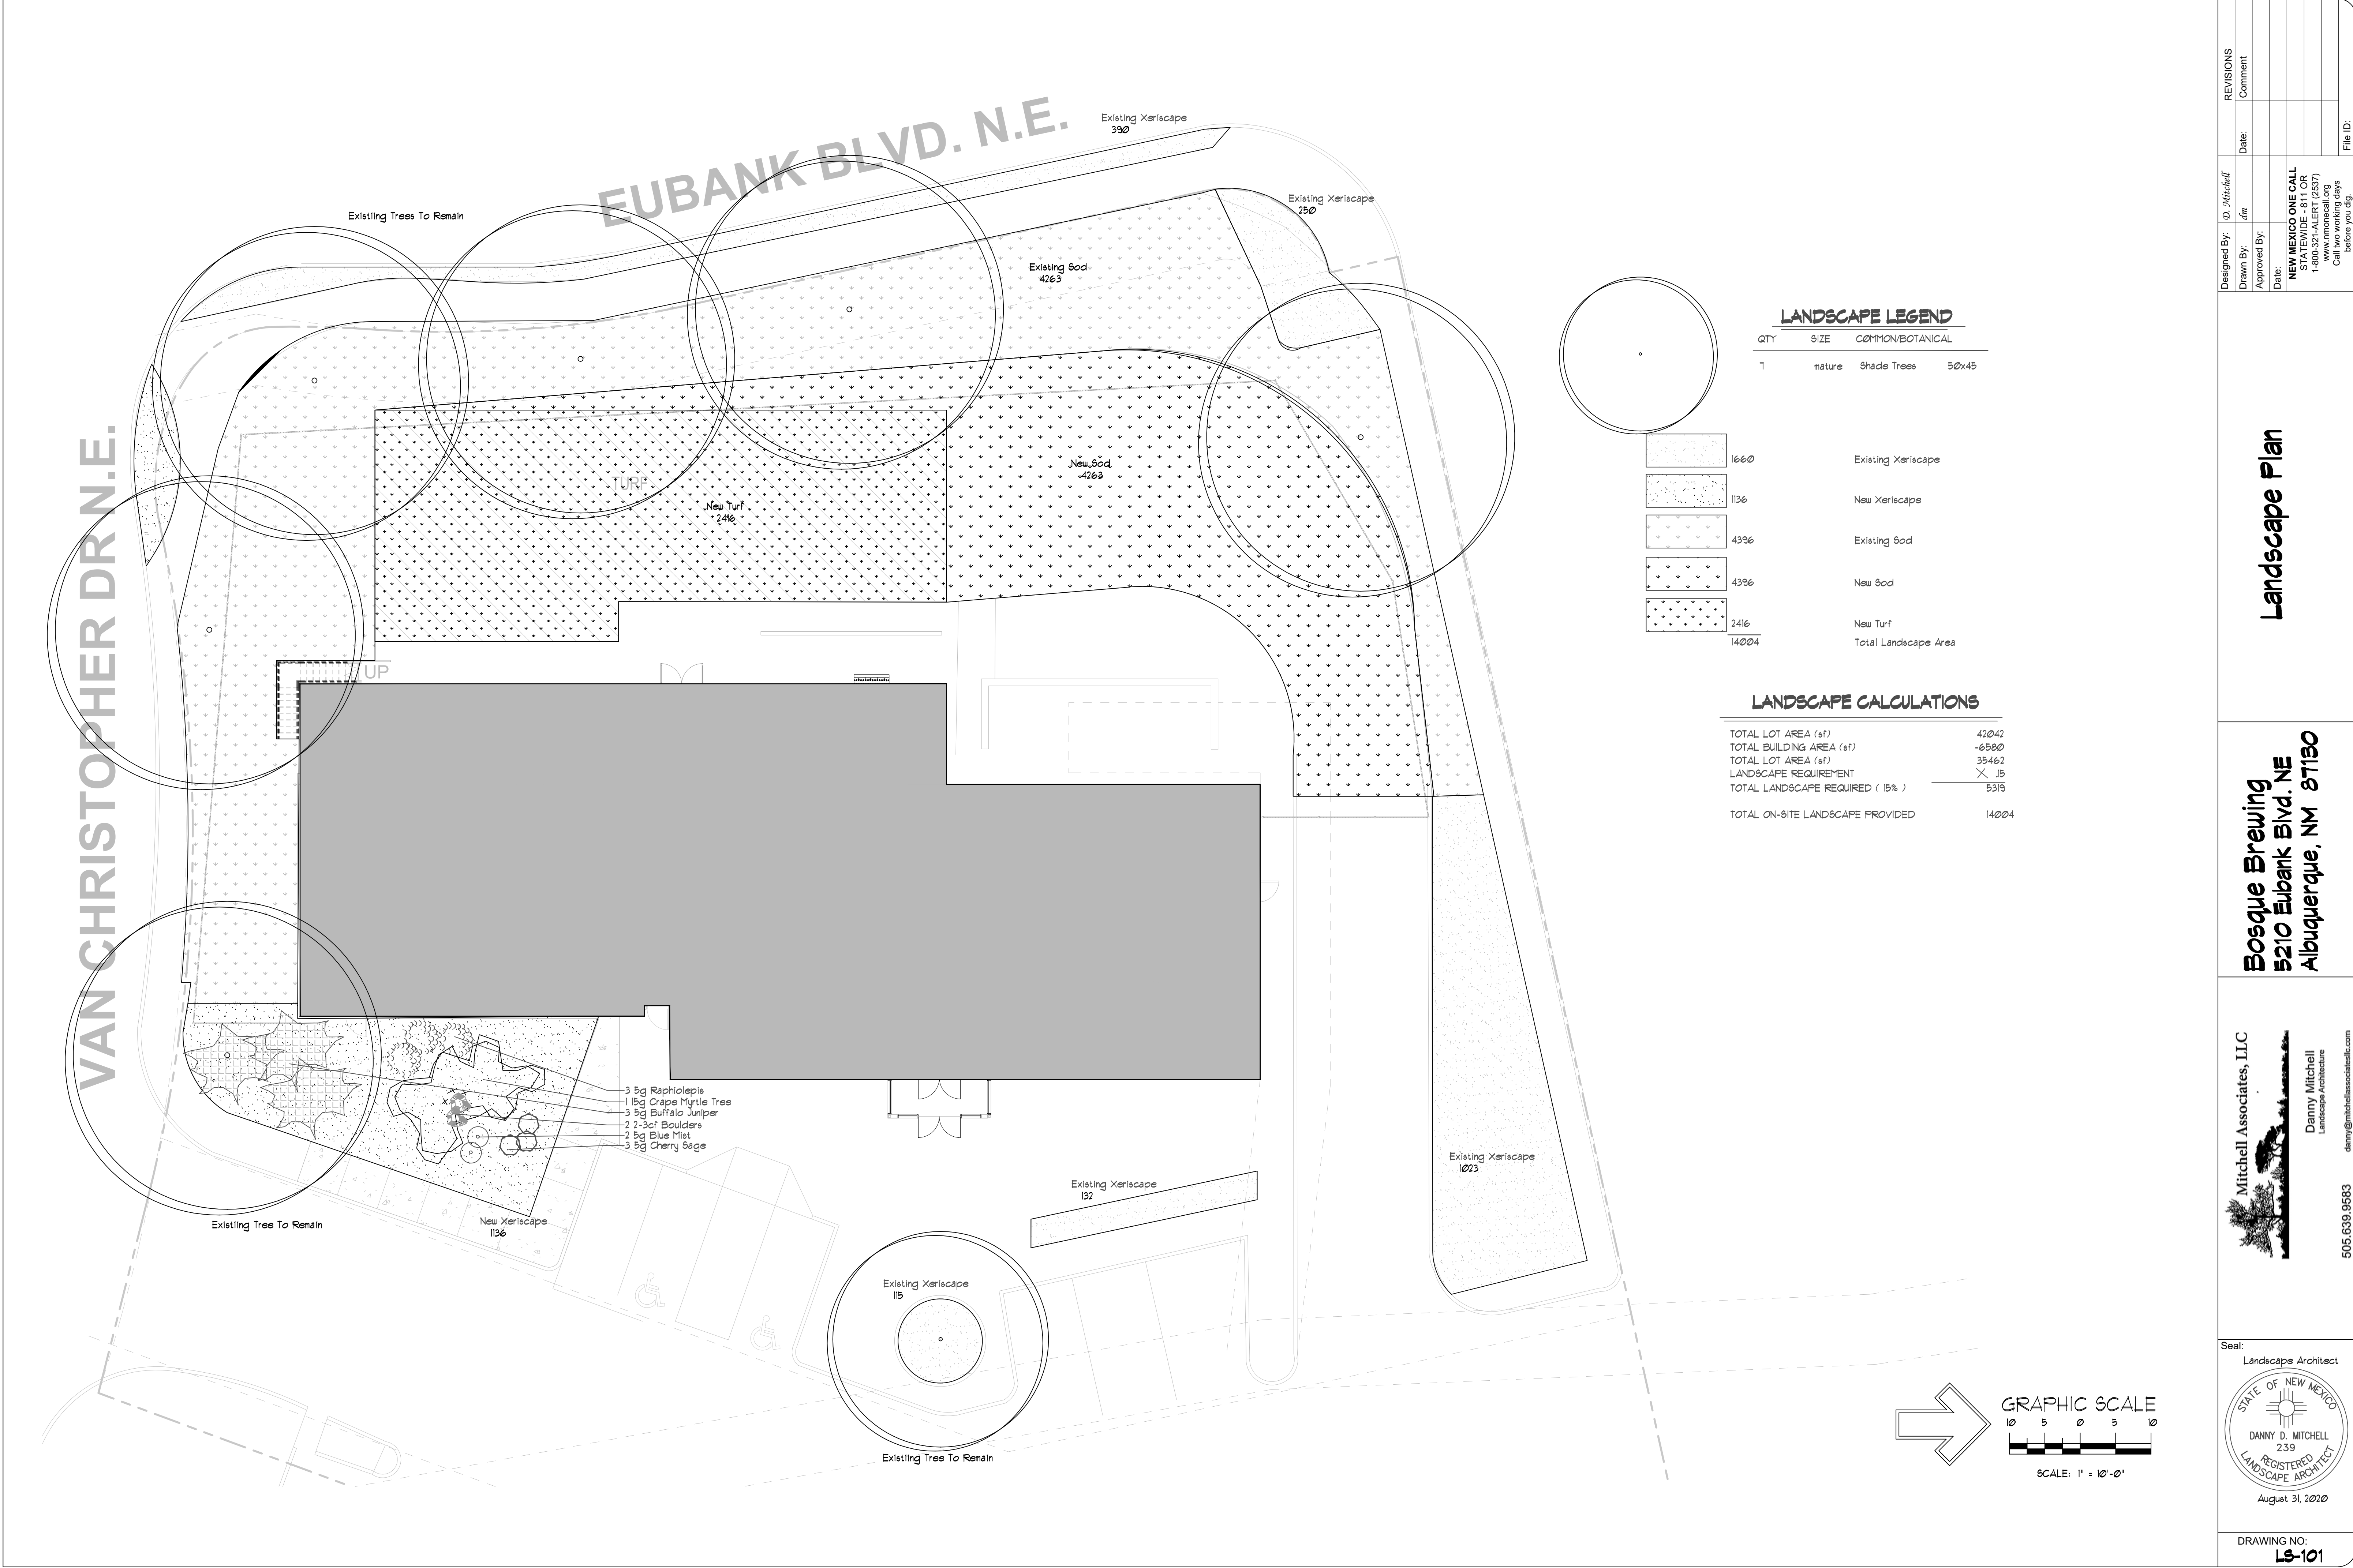 EUBANK BLVD. N.E.
VAN CHRISTOPHER DR N.E.
Existing Xeriscape
390
Existing Xeriscape
250
Existiing Trees To Remain
Existing Sod
4263
New Sod
4263
TURF
New Turf
2416
UP
3 5g Raphiolepis
1 15g Crape Myrtle Tree
3 5g Buffalo Juniper
2 2-3cf Boulders
2 5g Blue Mist
3 5g Cherry Sage
Existiing Tree To Remain
New Xeriscape
1136
Existing Xeriscape
132
Existing Xeriscape
1023
Existing Xeriscape
115
Existiing Tree To Remain
LANDSCAPE LEGEND
QTY SIZE COMMON/BOTANICAL
7 mature Shade Trees 50x45
1660 Existing Xeriscape
1136 New Xeriscape
4396 Existing Sod
4396 New Sod
2416 New Turf
14004 Total Landscape Area
LANDSCAPE CALCULATIONS
TOTAL LOT AREA (sf) 42042
TOTAL BUILDING AREA (sf) -6580
TOTAL LOT AREA (sf) 35462
LANDSCAPE REQUIREMENT X .15
TOTAL LANDSCAPE REQUIRED ( 15% ) 5319
TOTAL ON-SITE LANDSCAPE PROVIDED 14004
GRAPHIC SCALE
10 5 0 5 10
SCALE: 1" = 10'-0"
REVISIONS
Date: Comment
File ID:
Designed By: D. Mitchell
Drawn By: dm
Approved By:
Date:
NEW MEXICO ONE CALL
STATEWIDE - 811 OR
1-800-321-ALERT (2537)
www.nmonecall.org
Call two working days
before you dig.
Landscape Plan
Bosque Brewing
5210 Eubank Blvd. NE
Albuquerque, NM 87130
Mitchell Associates, LLC
Danny Mitchell
Landscape Architecture
505.639.9583 danny@mitchellassociatesllc.com
Seal:
Landscape Architect
STATE OF NEW MEXICO
DANNY D. MITCHELL
239
REGISTERED
LANDSCAPE ARCHITECT
August 31, 2020
DRAWING NO:
LS-101